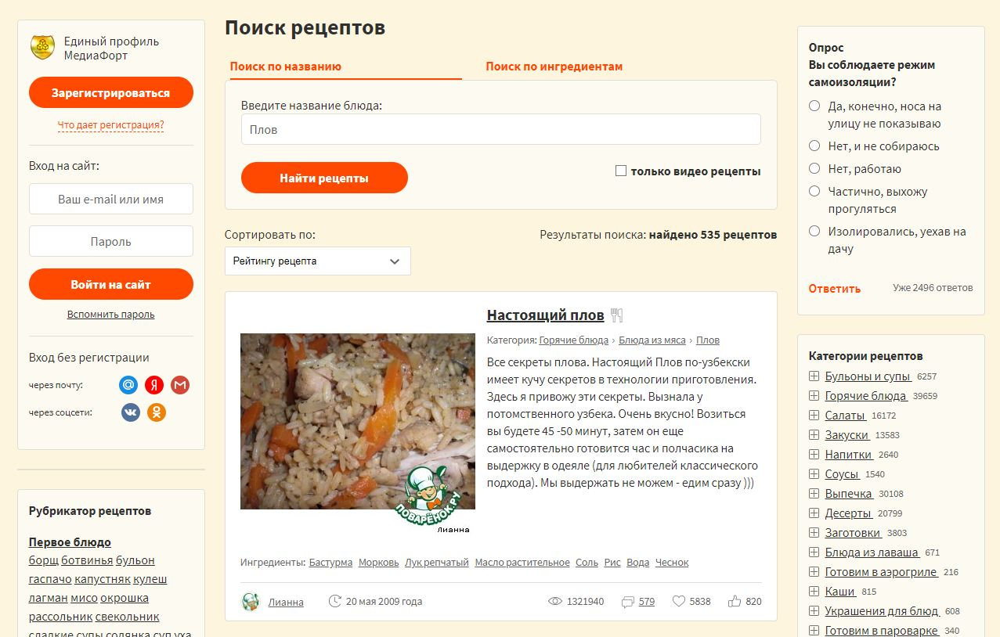 Единый профиль
МедиаФорт
Зарегистрироваться
Что дает регистрация?
Вход на сайт:
Ваш e-mail или имя
Пароль
Войти на сайт
Вспомнить пароль
Вход без регистрации
через почту:
через соцсети:
Рубрикатор рецептов
Первое блюдо
борщ ботвинья бульон
гаспачо капустняк кулеш
лагман мисо окрошка
рассольник свекольник
сладкие супы солянка суп уха
Поиск рецептов
Поиск по названию
Поиск по ингредиентам
Введите название блюда:
Плов
Найти рецепты
только видео рецепты
Сортировать по:
Результаты поиска: найдено 535 рецептов
Рейтингу рецепта
Настоящий плов
Категория: Горячие блюда › Блюда из мяса › Плов
Все секреты плова. Настоящий Плов по-узбекски
имеет кучу секретов в технологии приготовления.
Здесь я привожу эти секреты. Вызнала у
потомственного узбека. Очень вкусно! Возиться
вы будете 45 -50 минут, затем он еще
самостоятельно готовится час и полчасика на
выдержку в одеяле (для любителей классического
подхода). Мы выдержать не можем - едим сразу )))
ПОВАРЁНОК.РУ
Лианна
Ингредиенты: Бастурма Морковь Лук репчатый Масло растительное Соль Рис Вода Чеснок
Лианна 20 мая 2009 года 1321940 579 5838 820
Опрос
Вы соблюдаете режим
самоизоляции?
Да, конечно, носа на
улицу не показываю
Нет, и не собираюсь
Нет, работаю
Частично, выхожу
прогуляться
Изолировались, уехав на
дачу
Ответить Уже 2496 ответов
Категории рецептов
Бульоны и супы 6257
Горячие блюда 39659
Салаты 16172
Закуски 13583
Напитки 2640
Соусы 1540
Выпечка 30108
Десерты 20799
Заготовки 3803
Блюда из лаваша 671
Готовим в аэрогриле 216
Каши 815
Украшения для блюд 608
Готовим в пароварке 340